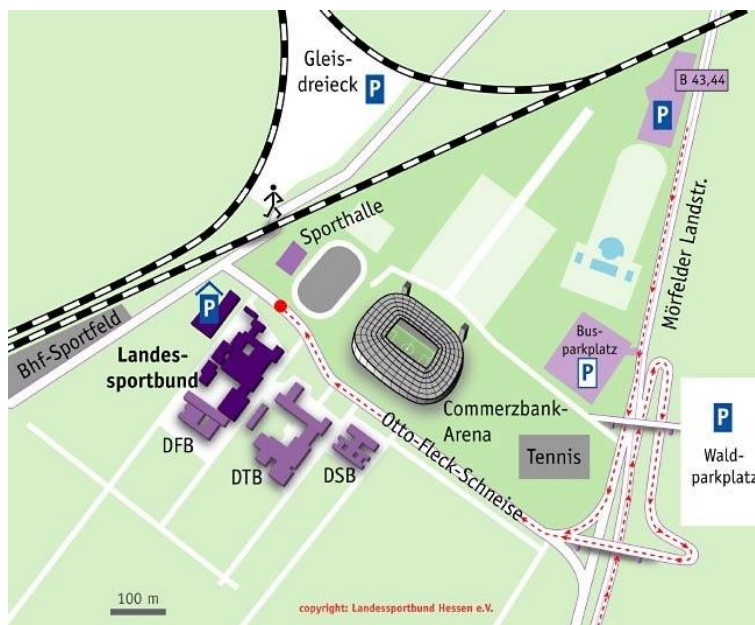 Gleis-
dreieck
P
B 43,44
P
Sporthalle
Mörfelder Landstr.
P
Bhf-Sportfeld
Landes-
sportbund
Bus-
parkplatz
P
Commerzbank-
Arena
Otto-Fleck-Schneise
P
Wald-
parkplatz
Tennis
DFB
DTB
DSB
100 m
copyright: Landessportbund Hessen e.V.